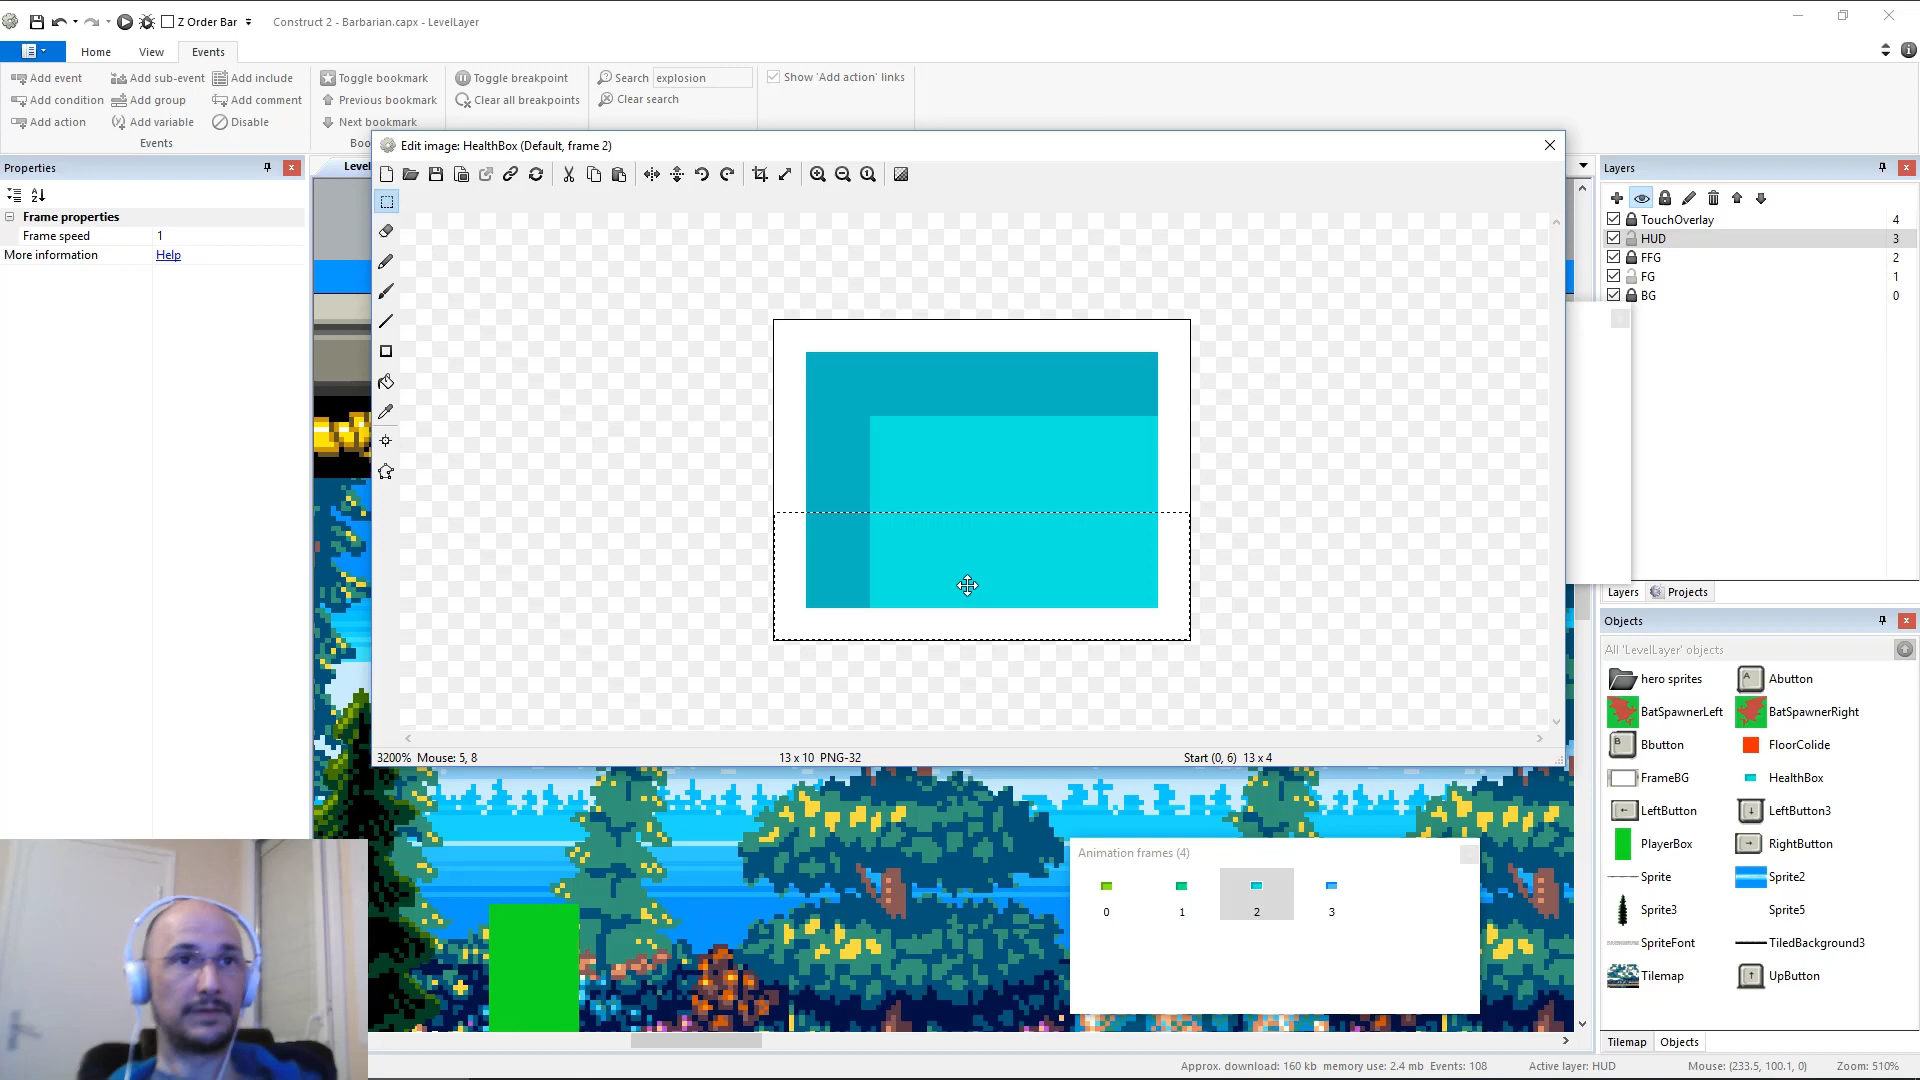 Z Order Bar
Construct 2 - Barbarian.capx - LevelLayer
Home
View
Events
Add event
Add sub-event
Add include
Toggle bookmark
Toggle breakpoint
Search
explosion
Show 'Add action' links
Add condition
Add group
Add comment
Previous bookmark
Clear all breakpoints
Clear search
Add action
Add variable
Disable
Next bookmark
Events
Boo
Properties
Frame properties
Frame speed
1
More information
Help
Level
Edit image: HealthBox (Default, frame 2)
3200%
Mouse: 5, 8
13 x 10
PNG-32
Start (0, 6)
13 x 4
Animation frames (4)
0
1
2
3
Layers
TouchOverlay
4
HUD
3
FFG
2
FG
1
BG
0
Layers
Projects
Objects
All 'LevelLayer' objects
hero sprites
A
Abutton
BatSpawnerLeft
BatSpawnerRight
B
Bbutton
FloorColide
FrameBG
HealthBox
LeftButton
LeftButton3
PlayerBox
RightButton
Sprite
Sprite2
Sprite3
Sprite5
SpriteFont
TiledBackground3
Tilemap
UpButton
Tilemap
Objects
Approx. download: 160 kb
memory use: 2.4 mb
Events: 108
Active layer: HUD
Mouse: (233.5, 100.1, 0)
Zoom: 510%